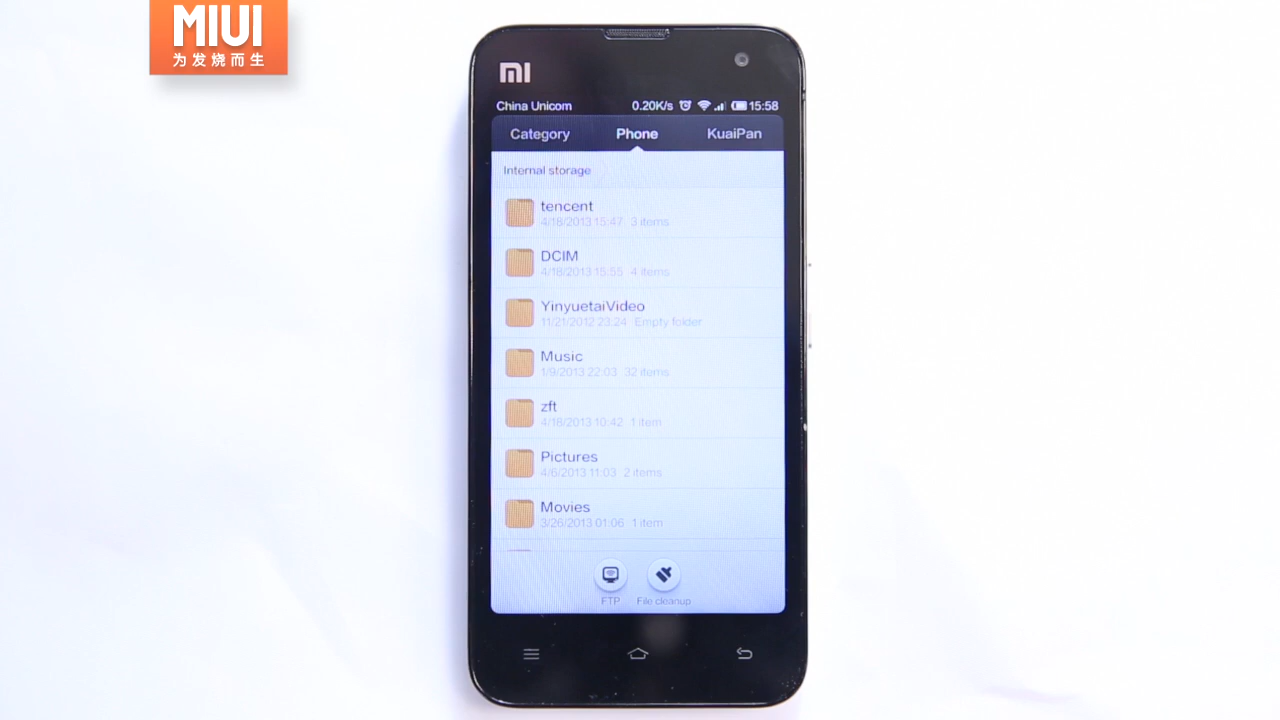 MIUI
为发烧而生
MI
China Unicom 0.20K/s 15:58
Category Phone KuaiPan
Internal storage
tencent
4/18/2013 15:47 3 items
DCIM
4/18/2013 15:55 4 items
YinyuetaiVideo
11/21/2012 23:24 Empty folder
Music
1/9/2013 22:03 32 items
zft
4/18/2013 10:42 1 item
Pictures
4/6/2013 11:03 2 items
Movies
3/26/2013 01:06 1 item
FTP File cleanup